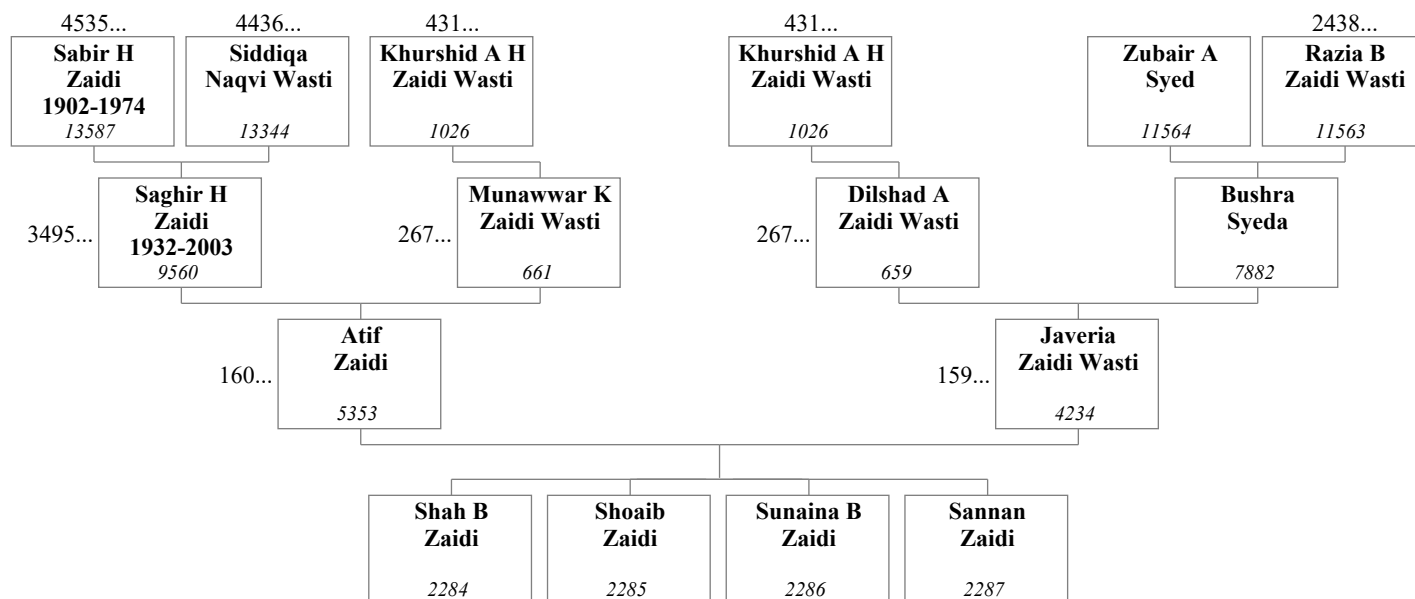 4535...
4436...
431...
431...
2438...
Sabir H
Zaidi
1902-1974
13587
Siddiqa
Naqvi Wasti
13344
Khurshid A H
Zaidi Wasti
1026
Khurshid A H
Zaidi Wasti
1026
Zubair A
Syed
11564
Razia B
Zaidi Wasti
11563
3495...
Saghir H
Zaidi
1932-2003
9560
267...
Munawwar K
Zaidi Wasti
661
267...
Dilshad A
Zaidi Wasti
659
Bushra
Syeda
7882
160...
Atif
Zaidi
5353
159...
Javeria
Zaidi Wasti
4234
Shah B
Zaidi
2284
Shoaib
Zaidi
2285
Sunaina B
Zaidi
2286
Sannan
Zaidi
2287